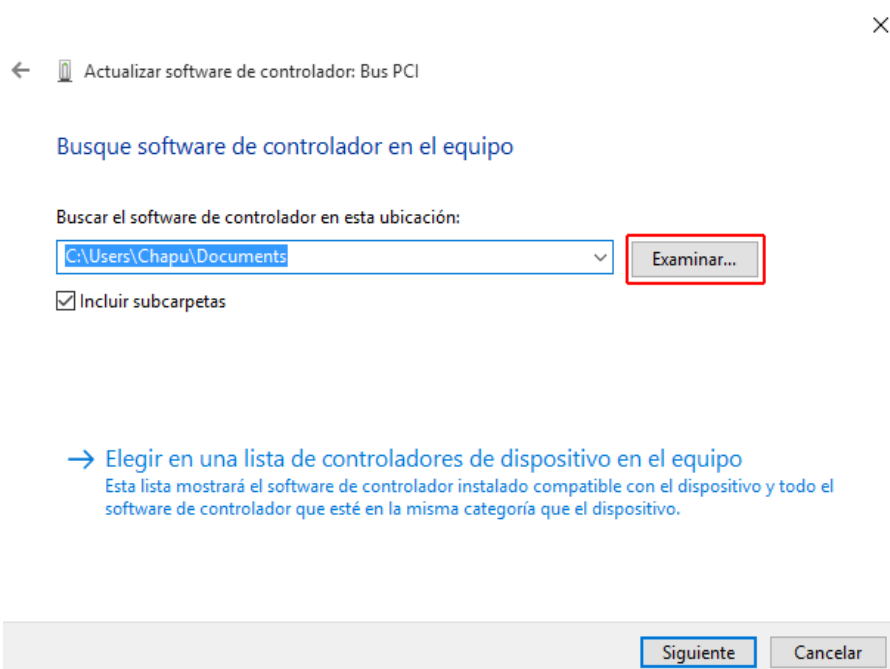 Actualizar software de controlador: Bus PCI
Busque software de controlador en el equipo
Buscar el software de controlador en esta ubicación:
C:\Users\Chapu\Documents
Examinar...
Incluir subcarpetas
Elegir en una lista de controladores de dispositivo en el equipo
Esta lista mostrará el software de controlador instalado compatible con el dispositivo y todo el
software de controlador que esté en la misma categoría que el dispositivo.
Siguiente
Cancelar